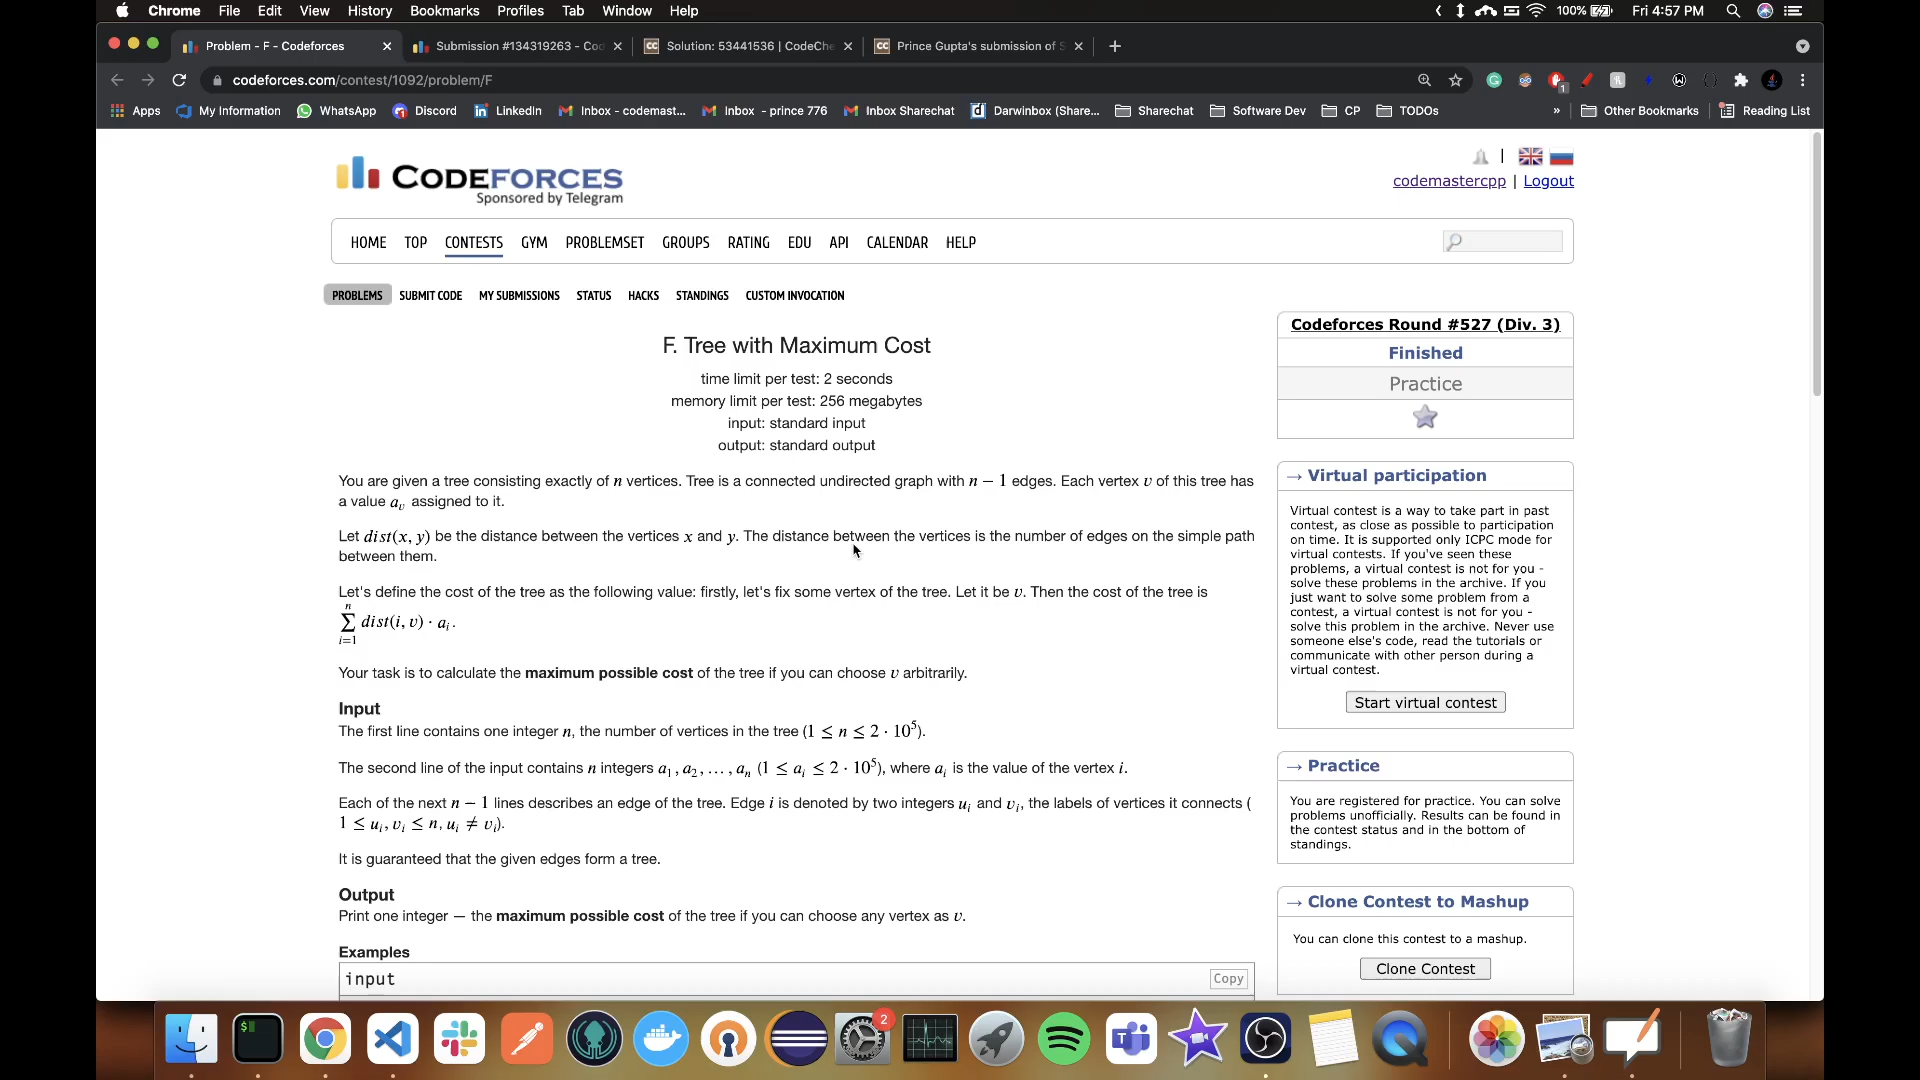 Chrome File Edit View History Bookmarks Profiles Tab Window Help 100% Fri 4:57 PM
Problem - F - Codeforces Submission #134319263 - Co Solution: 53441536 | CodeChe Prince Gupta's submission of S
codeforces.com/contest/1092/problem/F
Apps My Information WhatsApp Discord LinkedIn Inbox - codemast... Inbox - prince 776 Inbox Sharechat Darwinbox (Share... Sharechat Software Dev CP TODOs » Other Bookmarks Reading List
CODEFORCES
Sponsored by Telegram
codemastercpp | Logout
HOME TOP CONTESTS GYM PROBLEMSET GROUPS RATING EDU API CALENDAR HELP
PROBLEMS SUBMIT CODE MY SUBMISSIONS STATUS HACKS STANDINGS CUSTOM INVOCATION
F. Tree with Maximum Cost
time limit per test: 2 seconds
memory limit per test: 256 megabytes
input: standard input
output: standard output
You are given a tree consisting exactly of n vertices. Tree is a connected undirected graph with n − 1 edges. Each vertex v of this tree has
a value a_v assigned to it.
Let dist(x, y) be the distance between the vertices x and y. The distance between the vertices is the number of edges on the simple path
between them.
Let's define the cost of the tree as the following value: firstly, let's fix some vertex of the tree. Let it be v. Then the cost of the tree is
n
∑ dist(i, v) · a_i.
i=1
Your task is to calculate the maximum possible cost of the tree if you can choose v arbitrarily.
Input
The first line contains one integer n, the number of vertices in the tree (1 ≤ n ≤ 2 · 10^5).
The second line of the input contains n integers a_1, a_2, …, a_n (1 ≤ a_i ≤ 2 · 10^5), where a_i is the value of the vertex i.
Each of the next n − 1 lines describes an edge of the tree. Edge i is denoted by two integers u_i and v_i, the labels of vertices it connects (
1 ≤ u_i, v_i ≤ n, u_i ≠ v_i).
It is guaranteed that the given edges form a tree.
Output
Print one integer — the maximum possible cost of the tree if you can choose any vertex as v.
Examples
input
Copy
Codeforces Round #527 (Div. 3)
Finished
Practice
→ Virtual participation
Virtual contest is a way to take part in past
contest, as close as possible to participation
on time. It is supported only ICPC mode for
virtual contests. If you've seen these
problems, a virtual contest is not for you -
solve these problems in the archive. If you
just want to solve some problem from a
contest, a virtual contest is not for you -
solve this problem in the archive. Never use
someone else's code, read the tutorials or
communicate with other person during a
virtual contest.
Start virtual contest
→ Practice
You are registered for practice. You can solve
problems unofficially. Results can be found in
the contest status and in the bottom of
standings.
→ Clone Contest to Mashup
You can clone this contest to a mashup.
Clone Contest
2